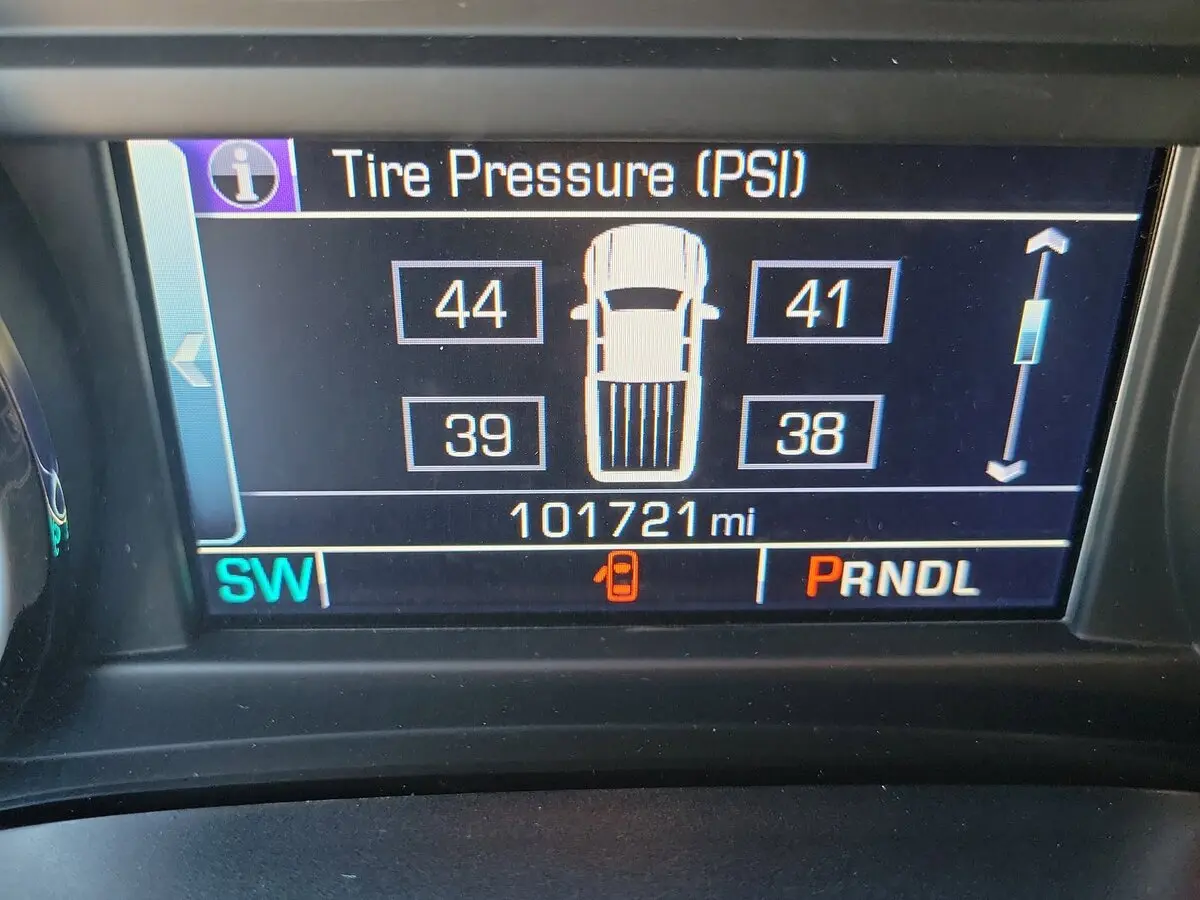 i Tire Pressure (PSI)
44 41
39 38
101721 mi
SW PRNDL